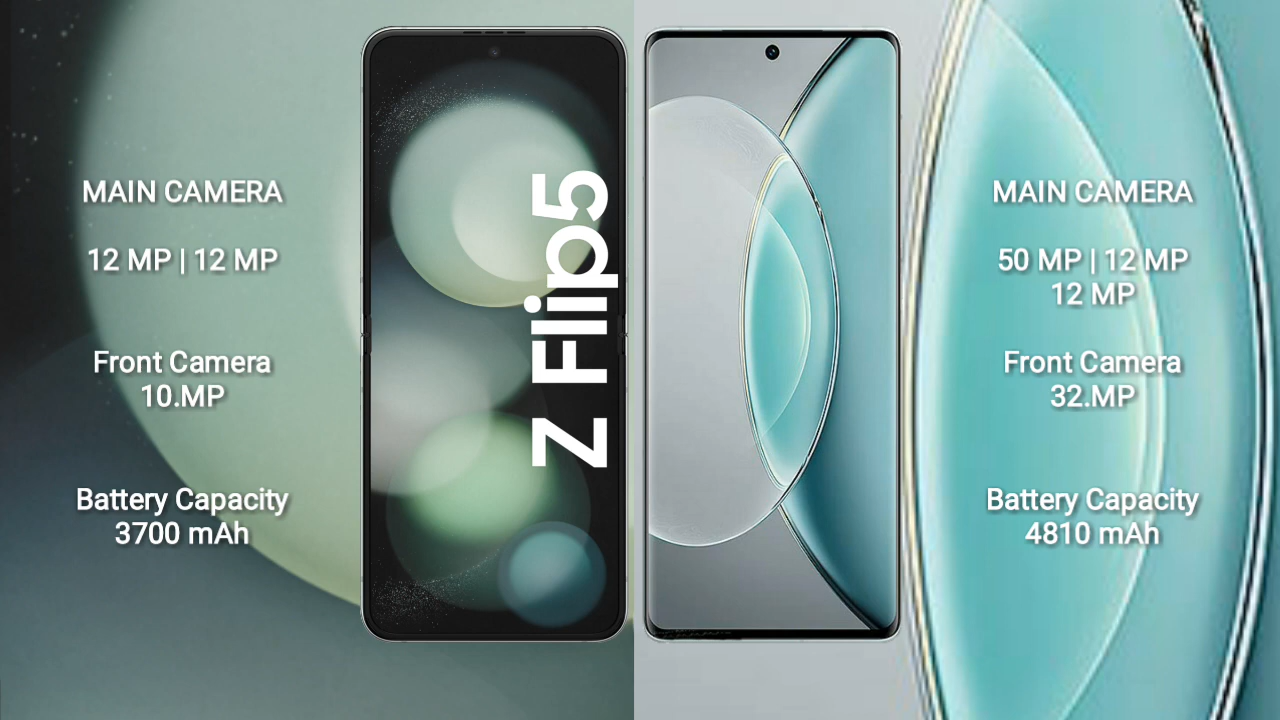 MAIN CAMERA
12 MP | 12 MP
Front Camera
10.MP
Battery Capacity
3700 mAh
Z Flip5
MAIN CAMERA
50 MP | 12 MP
12 MP
Front Camera
32.MP
Battery Capacity
4810 mAh